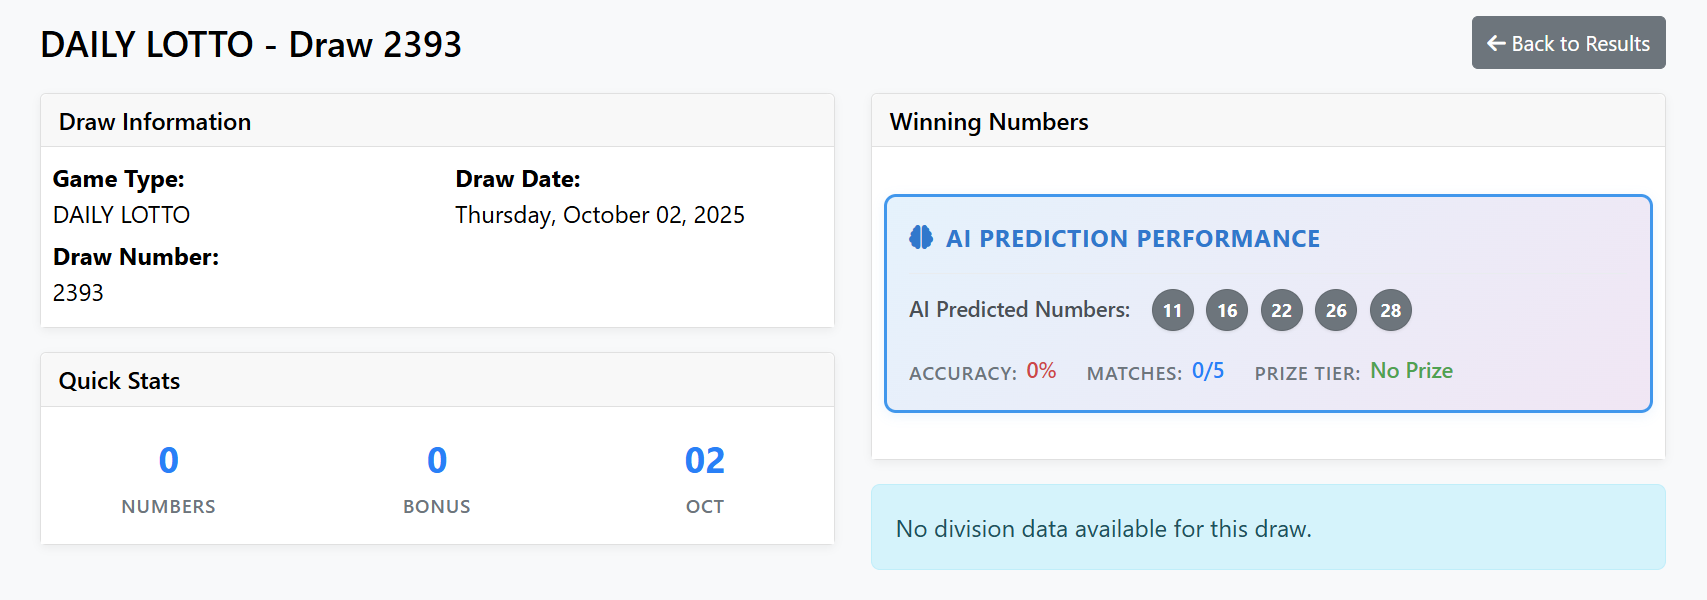 DAILY LOTTO - Draw 2393
Back to Results
Draw Information
Game Type:
DAILY LOTTO
Draw Date:
Thursday, October 02, 2025
Draw Number:
2393
Quick Stats
0
NUMBERS
0
BONUS
02
OCT
Winning Numbers
AI PREDICTION PERFORMANCE
AI Predicted Numbers: 11 16 22 26 28
ACCURACY: 0% MATCHES: 0/5 PRIZE TIER: No Prize
No division data available for this draw.